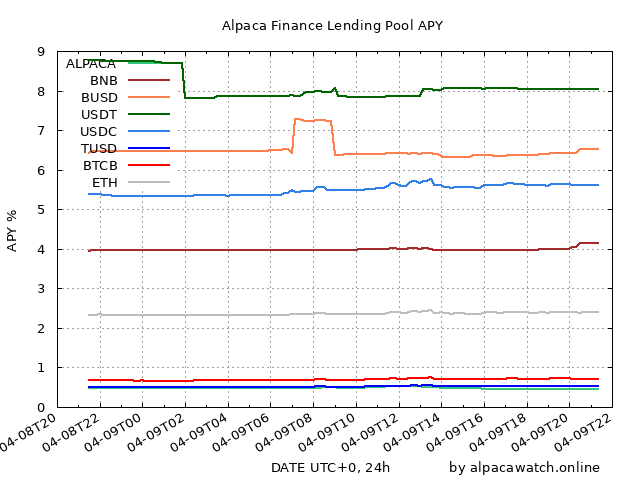 Alpaca Finance Lending Pool APY
APY %
9
8
7
6
5
4
3
2
1
0
ALPACA
BNB
BUSD
USDT
USDC
TUSD
BTCB
ETH
04-08T20
04-08T22
04-09T00
04-09T02
04-09T04
04-09T06
04-09T08
04-09T10
04-09T12
04-09T14
04-09T16
04-09T18
04-09T20
04-09T22
DATE UTC+0, 24h
by alpacawatch.online